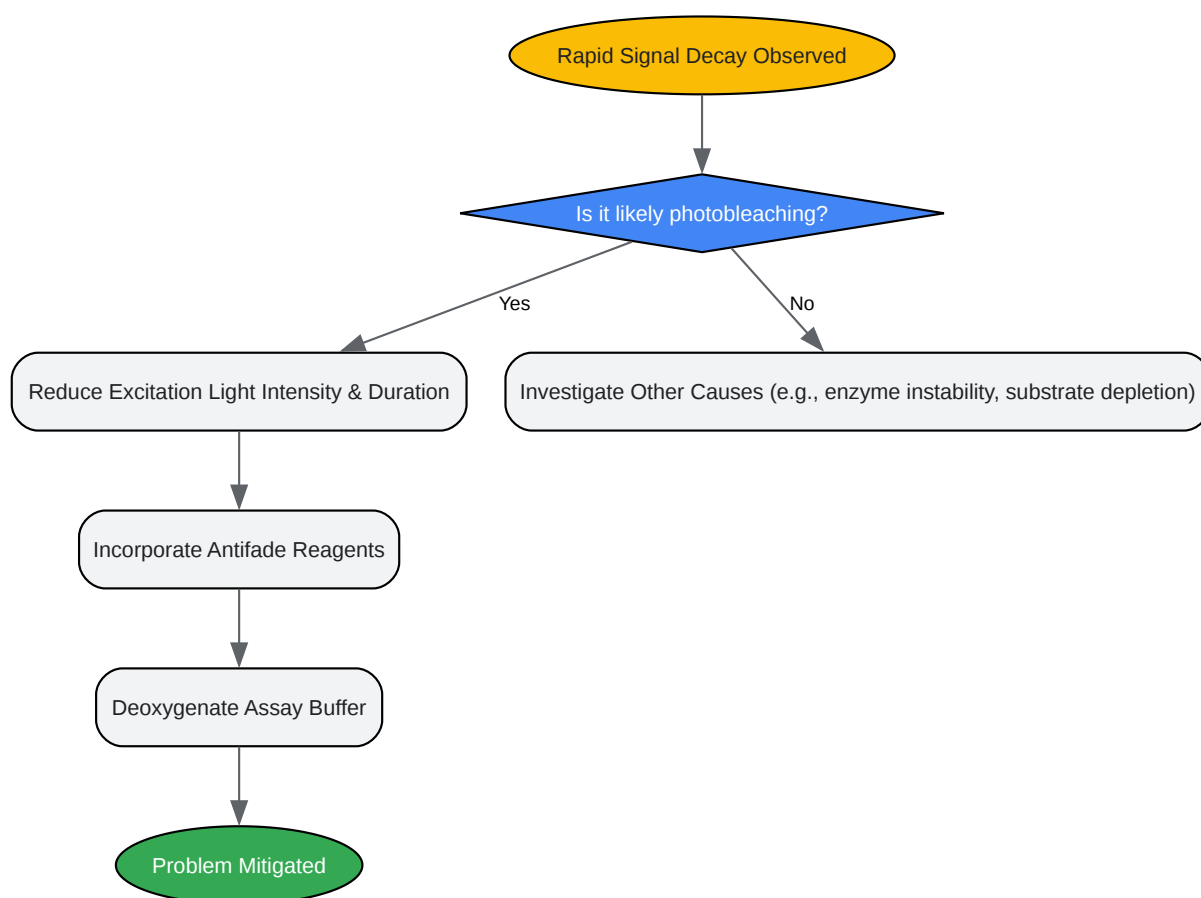 Rapid Signal Decay Observed
Is it likely photobleaching?
Yes
No
Reduce Excitation Light Intensity & Duration
Investigate Other Causes (e.g., enzyme instability, substrate depletion)
Incorporate Antifade Reagents
Deoxygenate Assay Buffer
Problem Mitigated